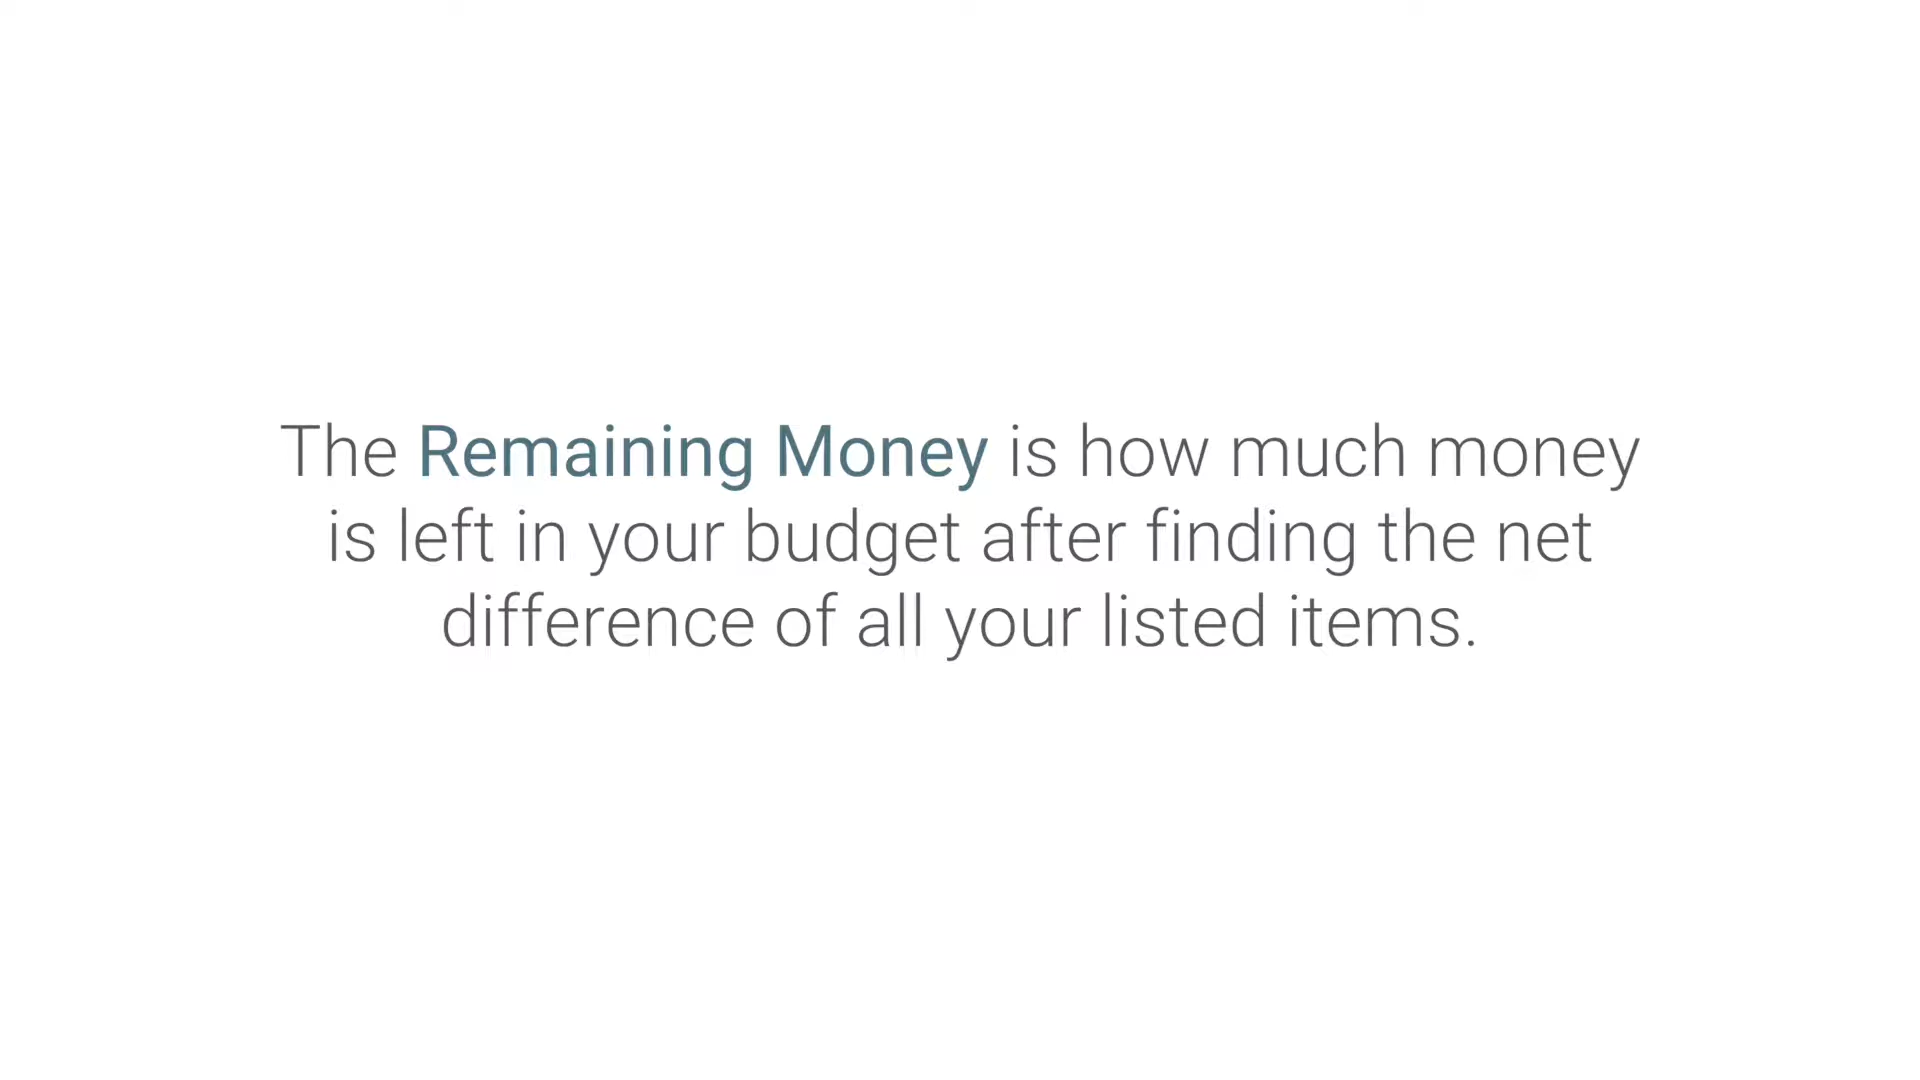 The Remaining Money is how much money
is left in your budget after finding the net
difference of all your listed items.